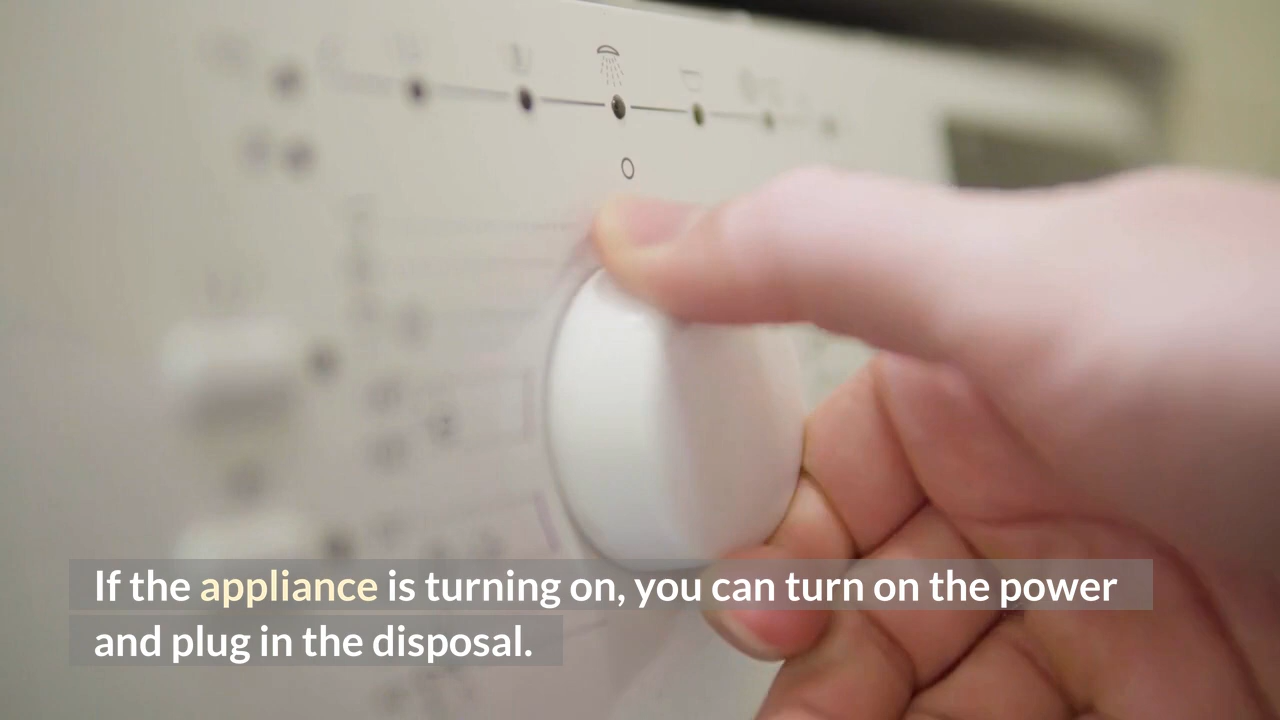 If the appliance is turning on, you can turn on the power
and plug in the disposal.